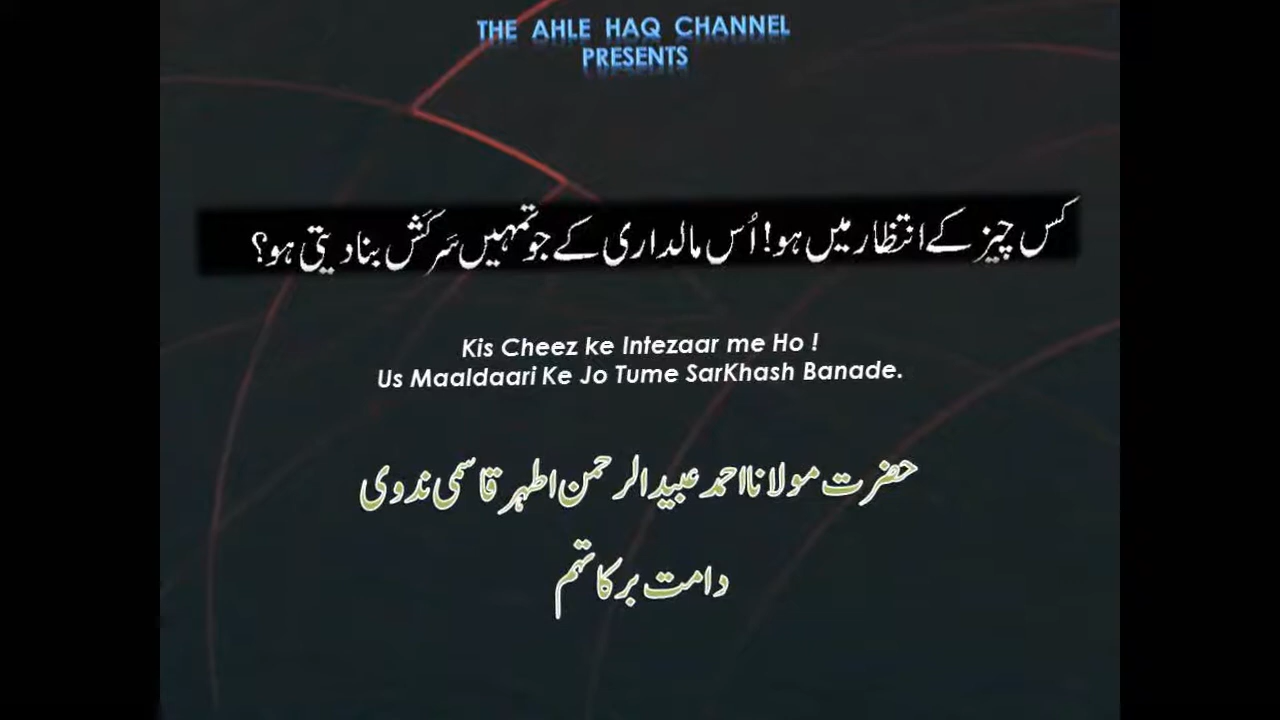 THE AHLE HAQ CHANNEL
PRESENTS
کس چیز کے انتظار میں ہو! اُس مالداری کے جو تمہیں سَرکَش بنا دیتی ہو؟
Kis Cheez ke Intezaar me Ho !
Us Maaldaari Ke Jo Tume SarKhash Banade.
حضرت مولانا احمد عبید الرحمن اطہر قاسمی ندوی
دامت برکاتہم